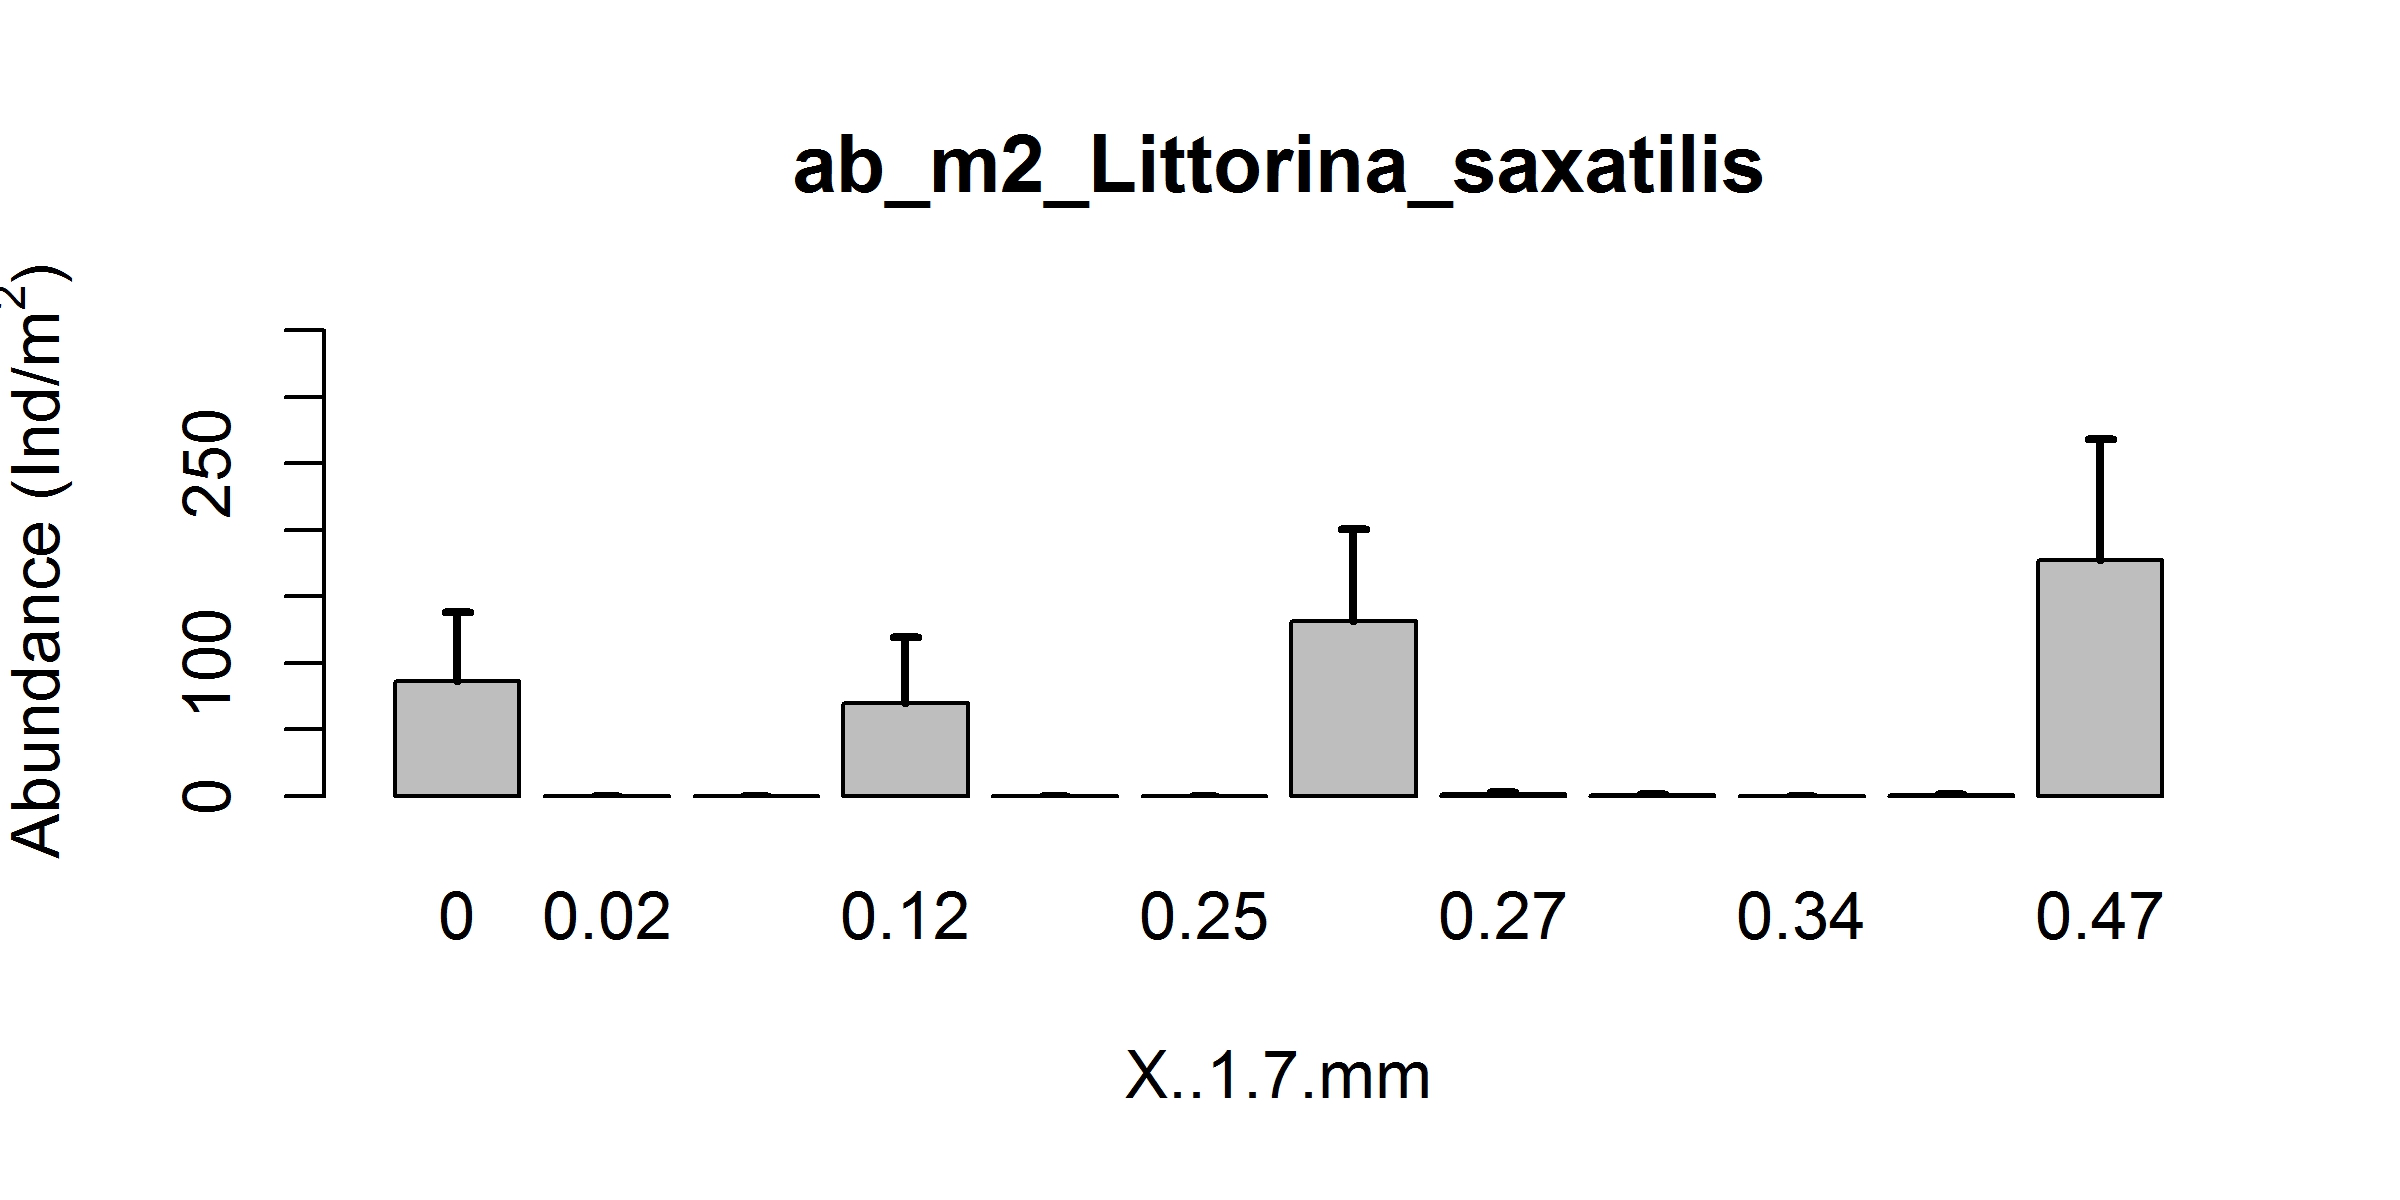 ab_m2_Littorina_saxatilis
Abundance (Ind/m²)
250
100
0
0 0.02 0.12 0.25 0.27 0.34 0.47
X..1.7.mm